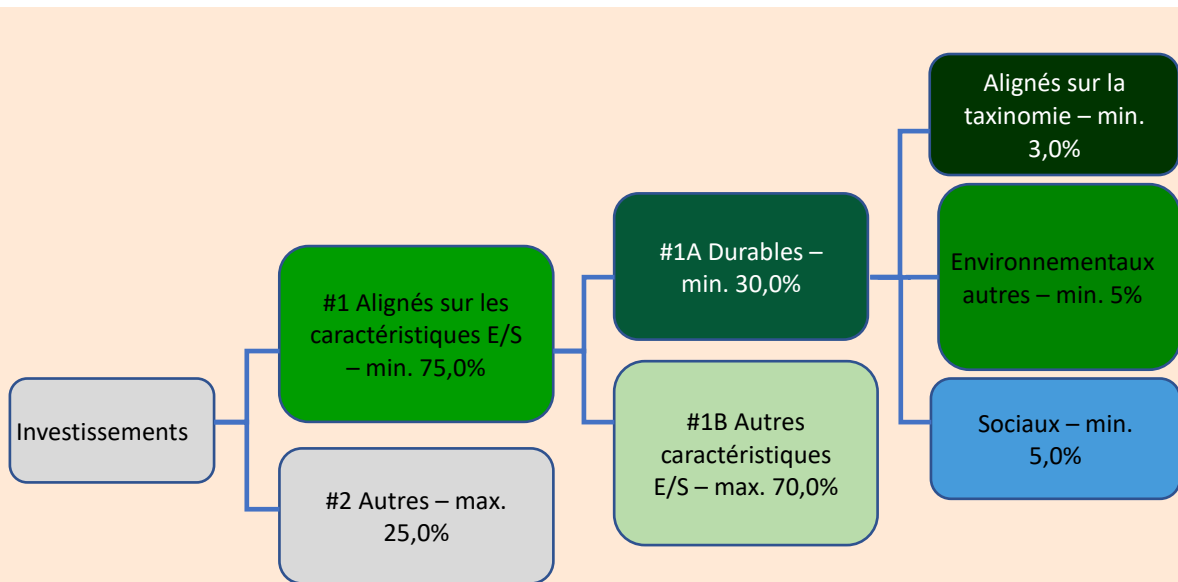 Investissements
#1 Alignés sur les
caractéristiques E/S
– min. 75,0%
#2 Autres – max.
25,0%
#1A Durables –
min. 30,0%
#1B Autres
caractéristiques
E/S – max. 70,0%
Alignés sur la
taxinomie – min.
3,0%
Environnementaux
autres – min. 5%
Sociaux – min.
5,0%